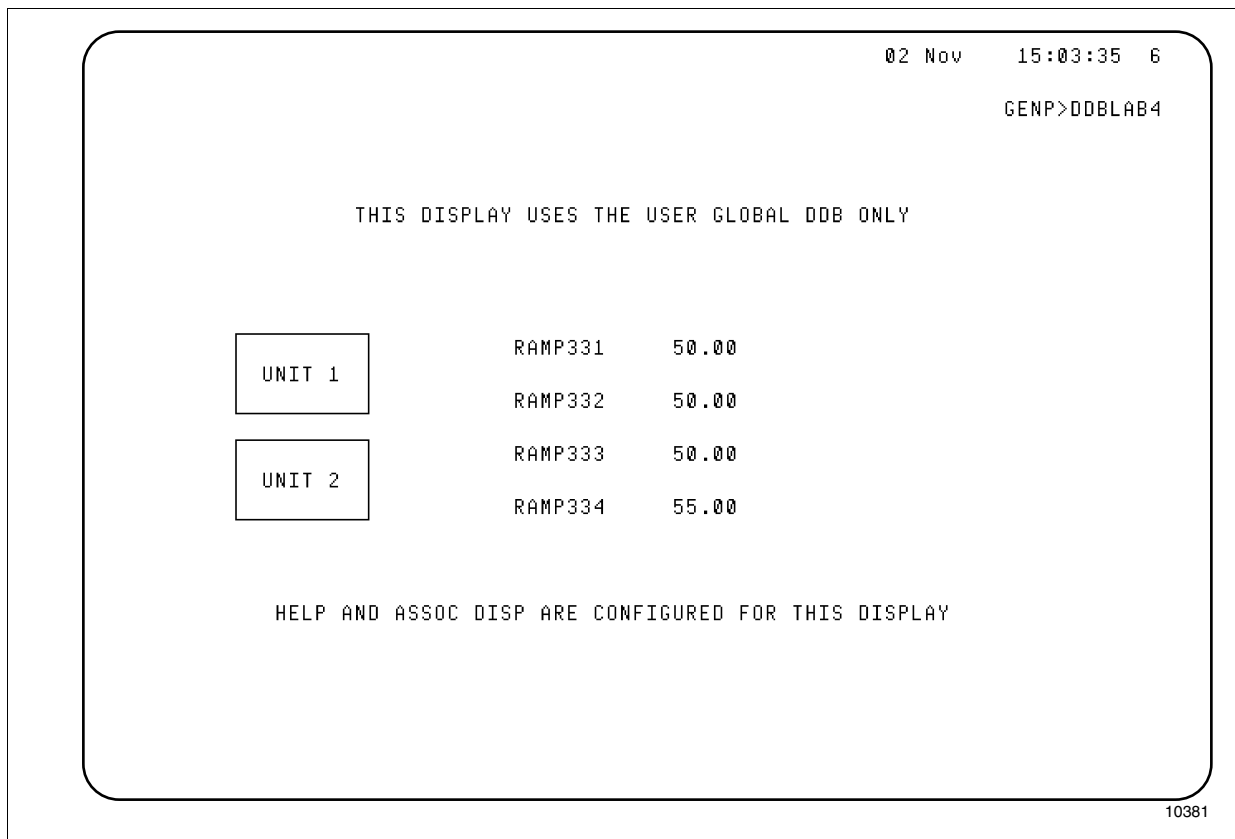 02 Nov 15:03:35 6
GENP>DDBLAB4
THIS DISPLAY USES THE USER GLOBAL DDB ONLY
RAMP331 50.00
UNIT 1
RAMP332 50.00
RAMP333 50.00
UNIT 2
RAMP334 55.00
HELP AND ASSOC DISP ARE CONFIGURED FOR THIS DISPLAY
10381